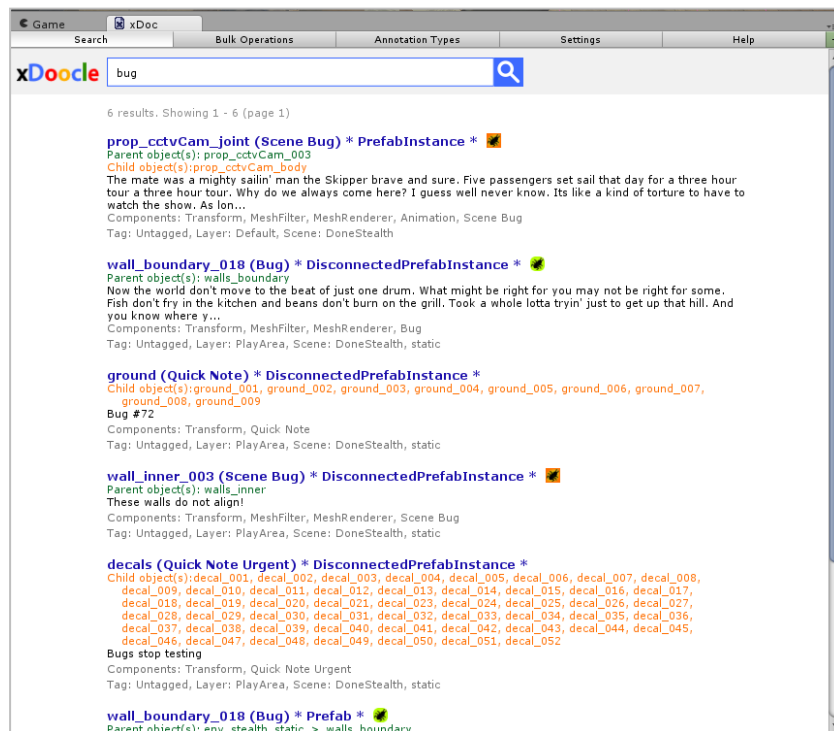 Game
xDoc
Search
Bulk Operations
Annotation Types
Settings
Help
xDoocle
bug
6 results. Showing 1 - 6 (page 1)
prop_cctvCam_joint (Scene Bug) * PrefabInstance *
Parent object(s): prop_cctvCam_003
Child object(s):prop_cctvCam_body
The mate was a mighty sailin' man the Skipper brave and sure. Five passengers set sail that day for a three hour
tour a three hour tour. Why do we always come here? I guess well never know. Its like a kind of torture to have to
watch the show. As lon...
Components: Transform, MeshFilter, MeshRenderer, Animation, Scene Bug
Tag: Untagged, Layer: Default, Scene: DoneStealth
wall_boundary_018 (Bug) * DisconnectedPrefabInstance *
Parent object(s): walls_boundary
Now the world don't move to the beat of just one drum. What might be right for you may not be right for some.
Fish don't fry in the kitchen and beans don't burn on the grill. Took a whole lotta tryin' just to get up that hill. And
you know where y...
Components: Transform, MeshFilter, MeshRenderer, Bug
Tag: Untagged, Layer: PlayArea, Scene: DoneStealth, static
ground (Quick Note) * DisconnectedPrefabInstance *
Child object(s):ground_001, ground_002, ground_003, ground_004, ground_005, ground_006, ground_007,
ground_008, ground_009
Bug #72
Components: Transform, Quick Note
Tag: Untagged, Layer: PlayArea, Scene: DoneStealth, static
wall_inner_003 (Scene Bug) * DisconnectedPrefabInstance *
Parent object(s): walls_inner
These walls do not align!
Components: Transform, MeshFilter, MeshRenderer, Scene Bug
Tag: Untagged, Layer: PlayArea, Scene: DoneStealth, static
decals (Quick Note Urgent) * DisconnectedPrefabInstance *
Child object(s):decal_001, decal_002, decal_003, decal_004, decal_005, decal_006, decal_007, decal_008,
decal_009, decal_010, decal_011, decal_012, decal_013, decal_014, decal_015, decal_016, decal_017,
decal_018, decal_019, decal_020, decal_021, decal_023, decal_024, decal_025, decal_026, decal_027,
decal_028, decal_029, decal_030, decal_031, decal_032, decal_033, decal_034, decal_035, decal_036,
decal_037, decal_038, decal_039, decal_040, decal_041, decal_042, decal_043, decal_044, decal_045,
decal_046, decal_047, decal_048, decal_049, decal_050, decal_051, decal_052
Bugs stop testing
Components: Transform, Quick Note Urgent
Tag: Untagged, Layer: PlayArea, Scene: DoneStealth, static
wall_boundary_018 (Bug) * Prefab *
Parent object(s): env_stealth_static > walls_boundary